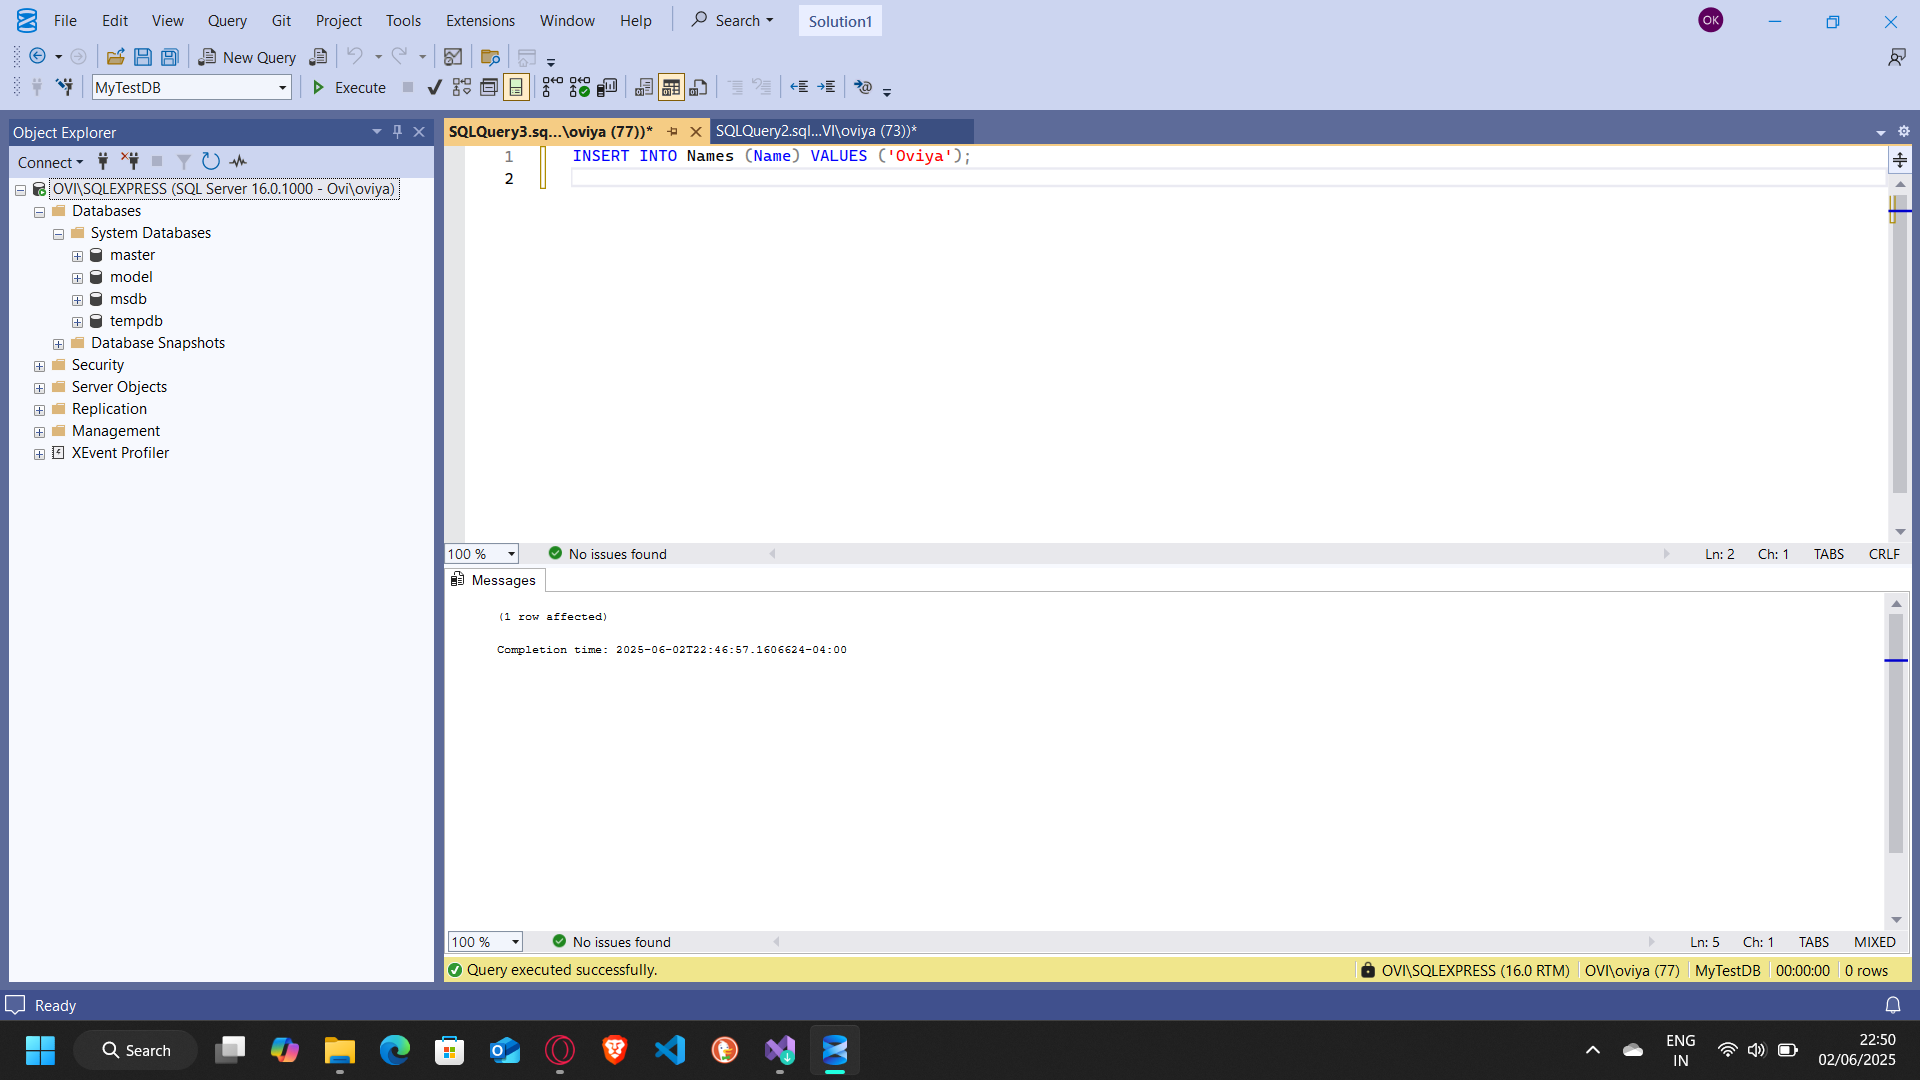 File Edit View Query Git Project Tools Extensions Window Help Search Solution1 OK
New Query
MyTestDB Execute
Object Explorer
Connect
OVI\SQLEXPRESS (SQL Server 16.0.1000 - Ovi\oviya)
Databases
System Databases
master
model
msdb
tempdb
Database Snapshots
Security
Server Objects
Replication
Management
XEvent Profiler
SQLQuery3.sq...\oviya (77))* SQLQuery2.sql...VI\oviya (73))*
1 INSERT INTO Names (Name) VALUES ('Oviya');
2
100 % No issues found Ln: 2 Ch: 1 TABS CRLF
Messages
(1 row affected)
Completion time: 2025-06-02T22:46:57.1606624-04:00
100 % No issues found Ln: 5 Ch: 1 TABS MIXED
Query executed successfully. OVI\SQLEXPRESS (16.0 RTM) OVI\oviya (77) MyTestDB 00:00:00 0 rows
Ready
Search
ENG
IN
22:50
02/06/2025